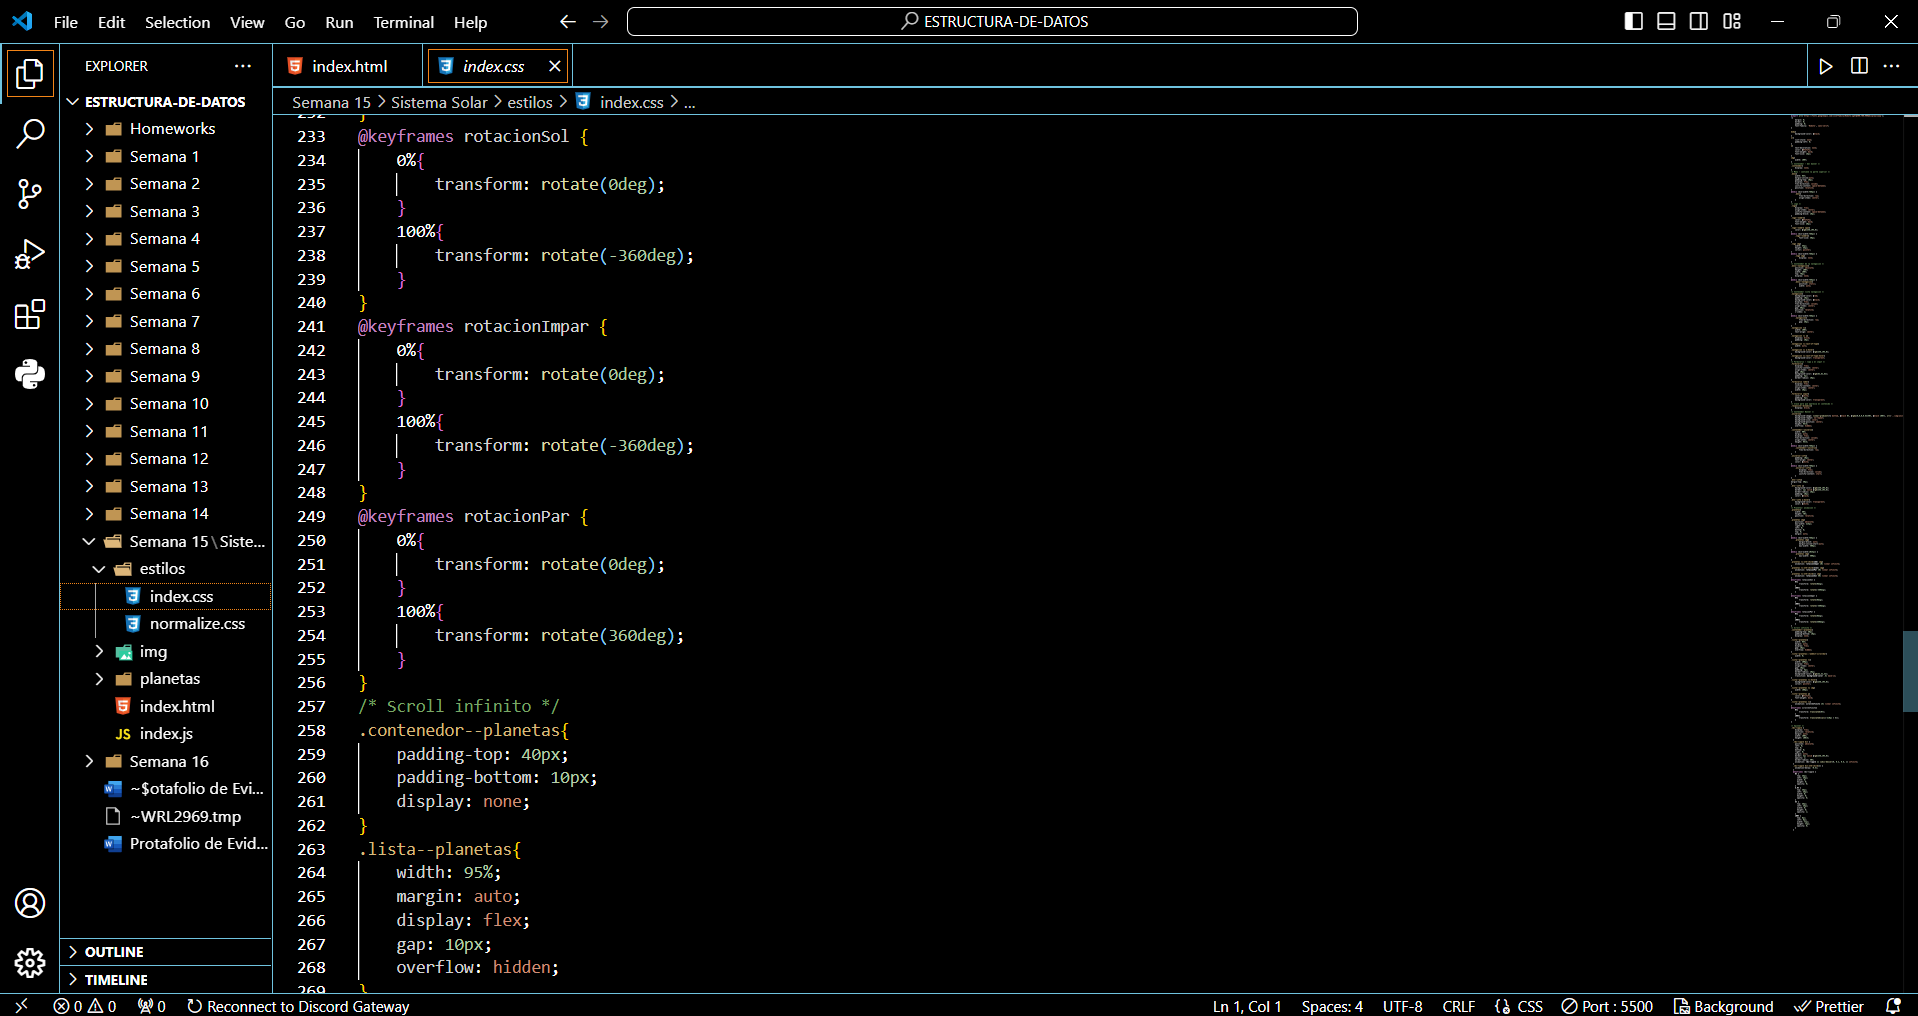 File Edit Selection View Go Run Terminal Help
ESTRUCTURA-DE-DATOS
EXPLORER
ESTRUCTURA-DE-DATOS
Homeworks
Semana 1
Semana 2
Semana 3
Semana 4
Semana 5
Semana 6
Semana 7
Semana 8
Semana 9
Semana 10
Semana 11
Semana 12
Semana 13
Semana 14
Semana 15\Siste...
estilos
index.css
normalize.css
img
planetas
index.html
JS index.js
Semana 16
~$otafolio de Evi...
~WRL2969.tmp
Protafolio de Evid...
OUTLINE
TIMELINE
index.html
index.css
Semana 15 > Sistema Solar > estilos > index.css > ...
232 }
233 @keyframes rotacionSol {
234 0%{
235 transform: rotate(0deg);
236 }
237 100%{
238 transform: rotate(-360deg);
239 }
240 }
241 @keyframes rotacionImpar {
242 0%{
243 transform: rotate(0deg);
244 }
245 100%{
246 transform: rotate(-360deg);
247 }
248 }
249 @keyframes rotacionPar {
250 0%{
251 transform: rotate(0deg);
252 }
253 100%{
254 transform: rotate(360deg);
255 }
256 }
257 /* Scroll infinito */
258 .contenedor--planetas{
259 padding-top: 40px;
260 padding-bottom: 10px;
261 display: none;
262 }
263 .lista--planetas{
264 width: 95%;
265 margin: auto;
266 display: flex;
267 gap: 10px;
268 overflow: hidden;
269 }
0 0 0 Reconnect to Discord Gateway
Ln 1, Col 1 Spaces: 4 UTF-8 CRLF {} CSS Port : 5500 Background Prettier